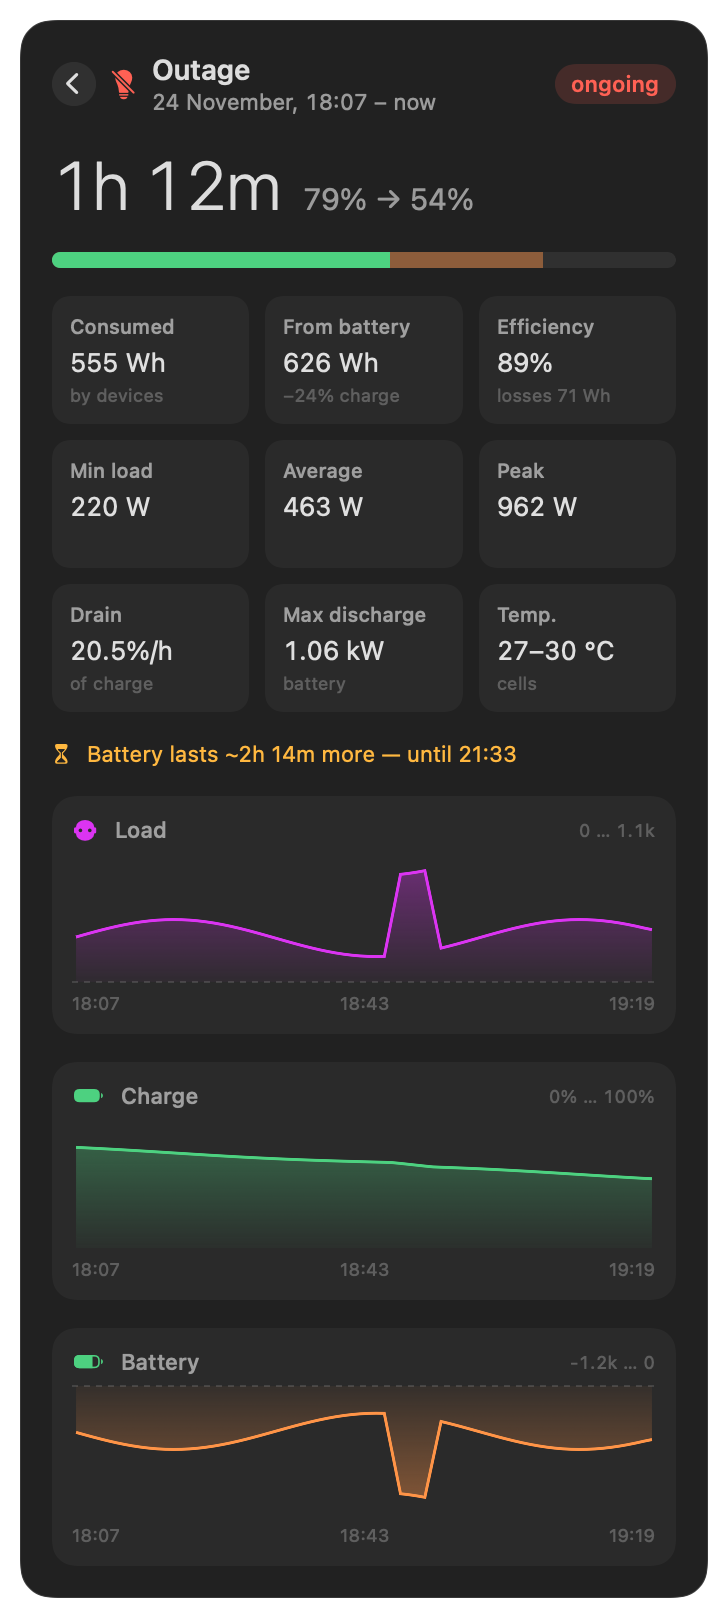 Outage
24 November, 18:07 – now
ongoing
1h 12m 79% → 54%
Consumed
555 Wh
by devices
From battery
626 Wh
–24% charge
Efficiency
89%
losses 71 Wh
Min load
220 W
Average
463 W
Peak
962 W
Drain
20.5%/h
of charge
Max discharge
1.06 kW
battery
Temp.
27–30 °C
cells
Battery lasts ~2h 14m more — until 21:33
Load
0 ... 1.1k
18:07 18:43 19:19
Charge
0% ... 100%
18:07 18:43 19:19
Battery
-1.2k ... 0
18:07 18:43 19:19